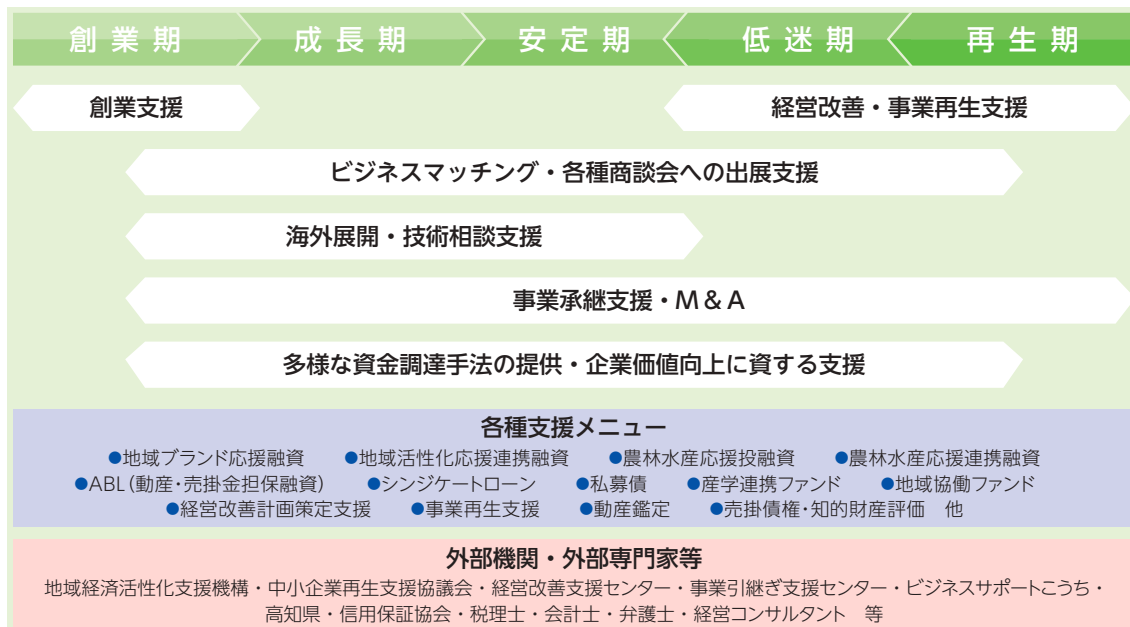 創業期 成長期 安定期 低迷期 再生期
創業支援 経営改善・事業再生支援
ビジネスマッチング・各種商談会への出展支援
海外展開・技術相談支援
事業承継支援・M&A
多様な資金調達手法の提供・企業価値向上に資する支援
各種支援メニュー
●地域ブランド応援融資 ●地域活性化応援連携融資 ●農林水産応援投融資 ●農林水産応援連携融資
●ABL(動産・売掛金担保融資) ●シンジケートローン ●私募債 ●産学連携ファンド ●地域協働ファンド
●経営改善計画策定支援 ●事業再生支援 ●動産鑑定 ●売掛債権・知的財産評価 他
外部機関・外部専門家等
地域経済活性化支援機構・中小企業再生支援協議会・経営改善支援センター・事業引継ぎ支援センター・ビジネスサポートこうち・
高知県・信用保証協会・税理士・会計士・弁護士・経営コンサルタント 等